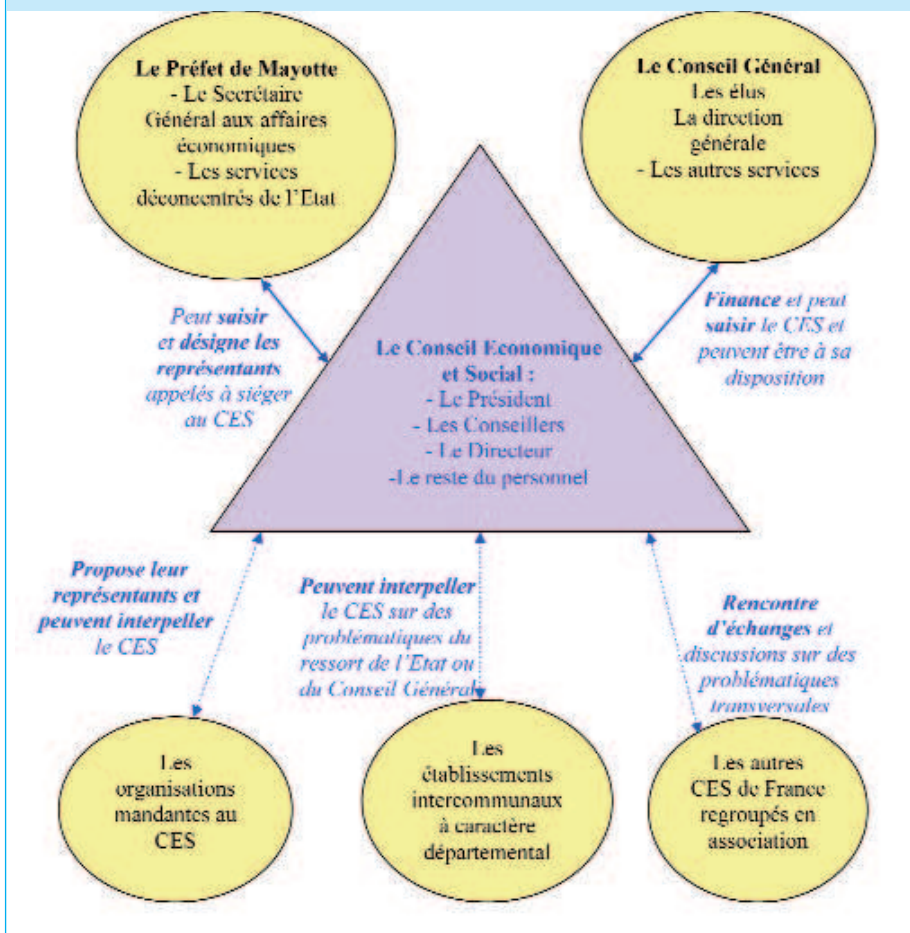 Le Préfet de Mayotte
- Le Secrétaire
Général aux affaires
économiques
- Les services
déconcentrés de l'Etat
Le Conseil Général
Les élus
La direction
générale
- Les autres services
Peut saisir
et désigne les
représentants
appelés à siéger
au CES
Finance et peut
saisir le CES et
peuvent être à sa
disposition
Le Conseil Economique
et Social :
- Le Président
- Les Conseillers
- Le Directeur
-Le reste du personnel
Propose leur
représentants et
peuvent interpeller
le CES
Peuvent interpeller
le CES sur des
problématiques du
ressort de l'Etat ou
du Conseil Général
Rencontre
d'échanges et
discussions sur des
problématiques
transversales
Les
organisations
mandantes au
CES
Les
établissements
intercommunaux
à caractère
départemental
Les autres
CES de France
regroupés en
association